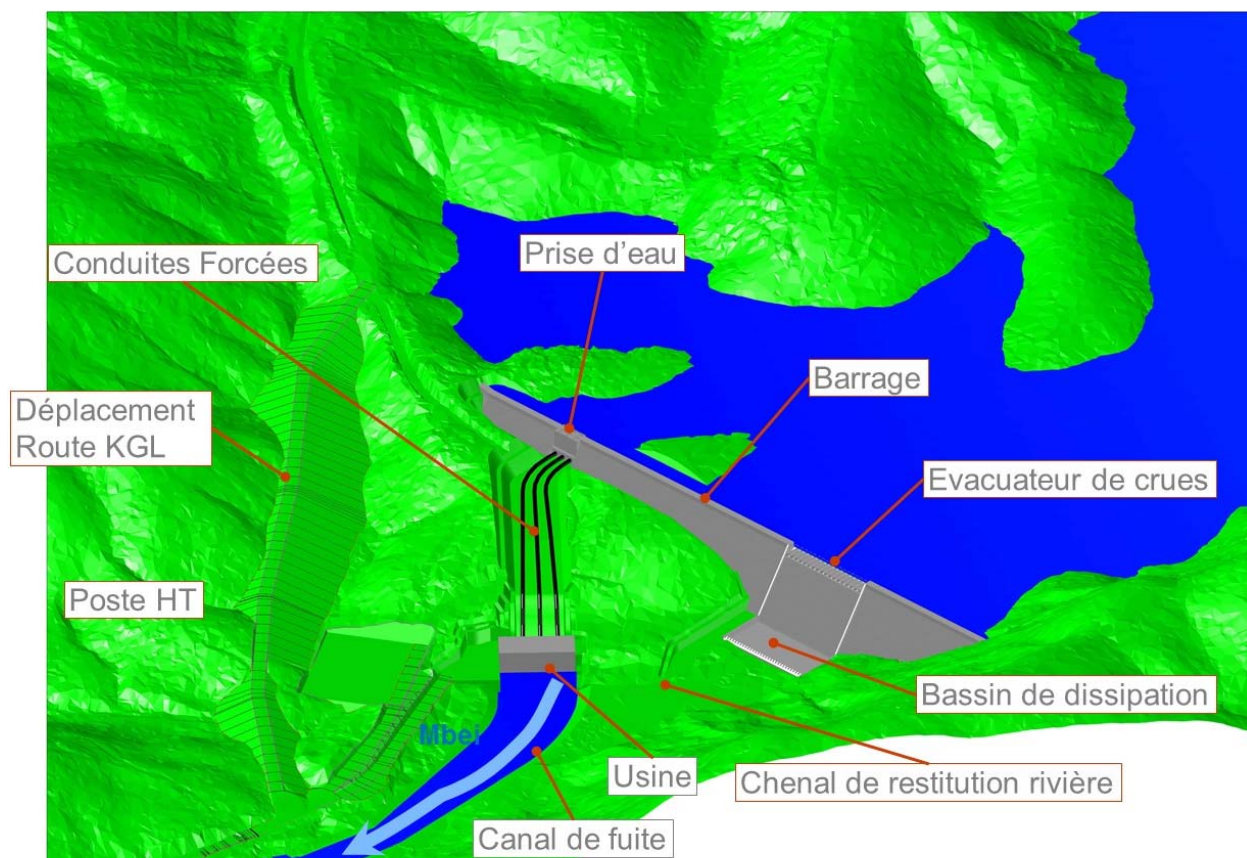 Prise d’eau
Conduites Forcées
Barrage
Déplacement
Route KGL
Evacuateur de crues
Poste HT
Bassin de dissipation
Mbei
Usine
Chenal de restitution rivière
Canal de fuite